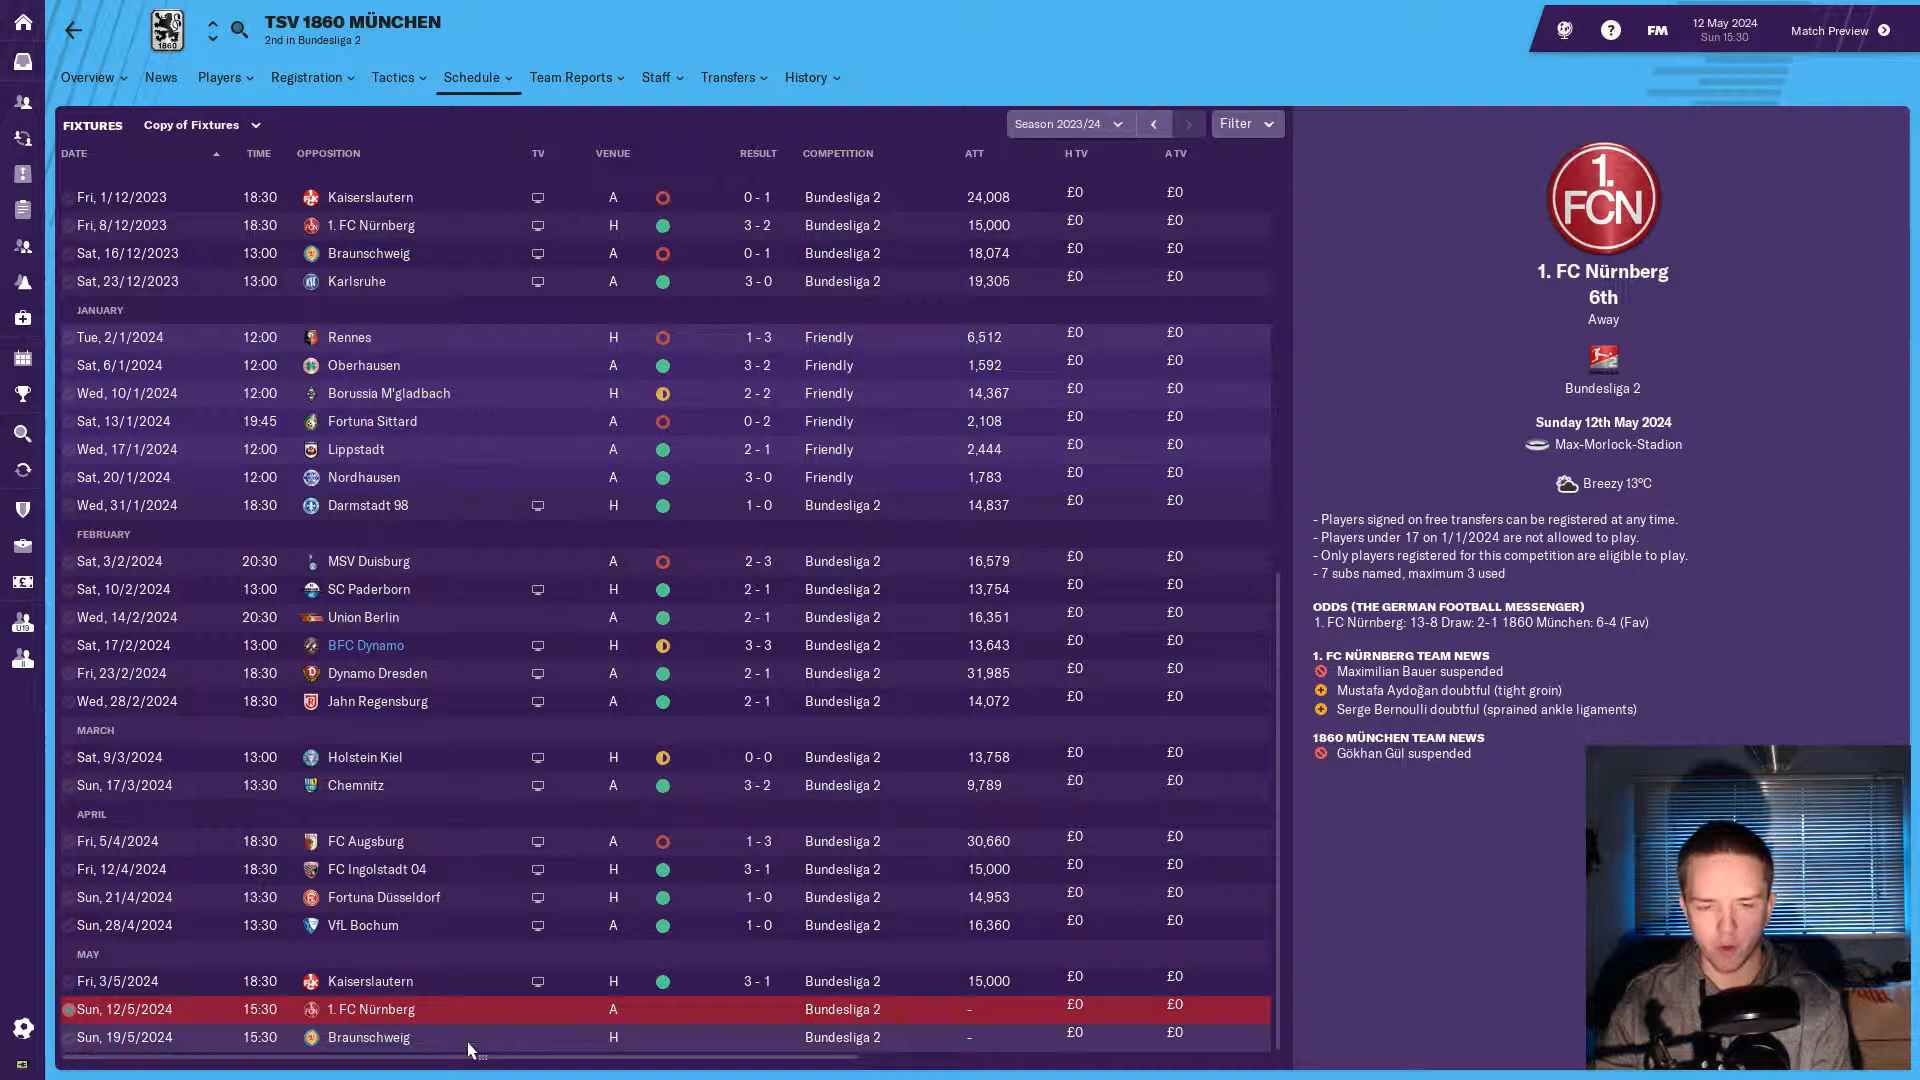 TSV 1860 MÜNCHEN
2nd in Bundesliga 2
1860
FM
12 May 2024
Sun 15:30
Match Preview
Overview News Players Registration Tactics Schedule Team Reports Staff Transfers History
FIXTURES Copy of Fixtures Season 2023/24 Filter
DATE TIME OPPOSITION TV VENUE RESULT COMPETITION ATT H TV A TV
Fri, 1/12/2023 18:30 Kaiserslautern A 0 - 1 Bundesliga 2 24,008 £0 £0
Fri, 8/12/2023 18:30 1. FC Nürnberg H 3 - 2 Bundesliga 2 15,000 £0 £0
Sat, 16/12/2023 13:00 Braunschweig A 0 - 1 Bundesliga 2 18,074 £0 £0
Sat, 23/12/2023 13:00 Karlsruhe A 3 - 0 Bundesliga 2 19,305 £0 £0
JANUARY
Tue, 2/1/2024 12:00 Rennes H 1 - 3 Friendly 6,512 £0 £0
Sat, 6/1/2024 12:00 Oberhausen A 3 - 2 Friendly 1,592 £0 £0
Wed, 10/1/2024 12:00 Borussia M'gladbach H 2 - 2 Friendly 14,367 £0 £0
Sat, 13/1/2024 19:45 Fortuna Sittard A 0 - 2 Friendly 2,108 £0 £0
Wed, 17/1/2024 12:00 Lippstadt A 2 - 1 Friendly 2,444 £0 £0
Sat, 20/1/2024 12:00 Nordhausen A 3 - 0 Friendly 1,783 £0 £0
Wed, 31/1/2024 18:30 Darmstadt 98 H 1 - 0 Bundesliga 2 14,837 £0 £0
FEBRUARY
Sat, 3/2/2024 20:30 MSV Duisburg A 2 - 3 Bundesliga 2 16,579 £0 £0
Sat, 10/2/2024 13:00 SC Paderborn H 2 - 1 Bundesliga 2 13,754 £0 £0
Wed, 14/2/2024 20:30 Union Berlin A 2 - 1 Bundesliga 2 16,351 £0 £0
Sat, 17/2/2024 13:00 BFC Dynamo H 3 - 3 Bundesliga 2 13,643 £0 £0
Fri, 23/2/2024 18:30 Dynamo Dresden A 2 - 1 Bundesliga 2 31,985 £0 £0
Wed, 28/2/2024 18:30 Jahn Regensburg A 2 - 1 Bundesliga 2 14,072 £0 £0
MARCH
Sat, 9/3/2024 13:00 Holstein Kiel H 0 - 0 Bundesliga 2 13,758 £0 £0
Sun, 17/3/2024 13:30 Chemnitz A 3 - 2 Bundesliga 2 9,789 £0 £0
APRIL
Fri, 5/4/2024 18:30 FC Augsburg A 1 - 3 Bundesliga 2 30,660 £0 £0
Fri, 12/4/2024 18:30 FC Ingolstadt 04 H 3 - 1 Bundesliga 2 15,000 £0 £0
Sun, 21/4/2024 13:30 Fortuna Düsseldorf H 1 - 0 Bundesliga 2 14,953 £0 £0
Sun, 28/4/2024 13:30 VfL Bochum A 1 - 0 Bundesliga 2 16,360 £0 £0
MAY
Fri, 3/5/2024 18:30 Kaiserslautern H 3 - 1 Bundesliga 2 15,000 £0 £0
Sun, 12/5/2024 15:30 1. FC Nürnberg A Bundesliga 2 - £0 £0
Sun, 19/5/2024 15:30 Braunschweig H Bundesliga 2 - £0 £0
U19
II
1.
FCN
1. FC Nürnberg
6th
Away
Bundesliga 2
Sunday 12th May 2024
Max-Morlock-Stadion
Breezy 13°C
- Players signed on free transfers can be registered at any time.
- Players under 17 on 1/1/2024 are not allowed to play.
- Only players registered for this competition are eligible to play.
- 7 subs named, maximum 3 used
ODDS (THE GERMAN FOOTBALL MESSENGER)
1. FC Nürnberg: 13-8 Draw: 2-1 1860 München: 6-4 (Fav)
1. FC NÜRNBERG TEAM NEWS
Maximilian Bauer suspended
Mustafa Aydoğan doubtful (tight groin)
Serge Bernoulli doubtful (sprained ankle ligaments)
1860 MÜNCHEN TEAM NEWS
Gökhan Gül suspended